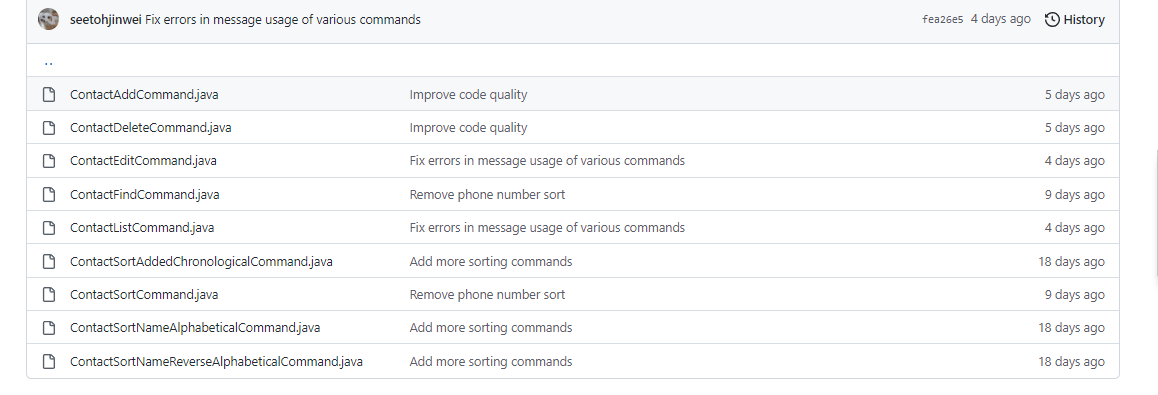 seetohjinwei Fix errors in message usage of various commands fea26e5 4 days ago History
..
ContactAddCommand.java Improve code quality 5 days ago
ContactDeleteCommand.java Improve code quality 5 days ago
ContactEditCommand.java Fix errors in message usage of various commands 4 days ago
ContactFindCommand.java Remove phone number sort 9 days ago
ContactListCommand.java Fix errors in message usage of various commands 4 days ago
ContactSortAddedChronologicalCommand.java Add more sorting commands 18 days ago
ContactSortCommand.java Remove phone number sort 9 days ago
ContactSortNameAlphabeticalCommand.java Add more sorting commands 18 days ago
ContactSortNameReverseAlphabeticalCommand.java Add more sorting commands 18 days ago